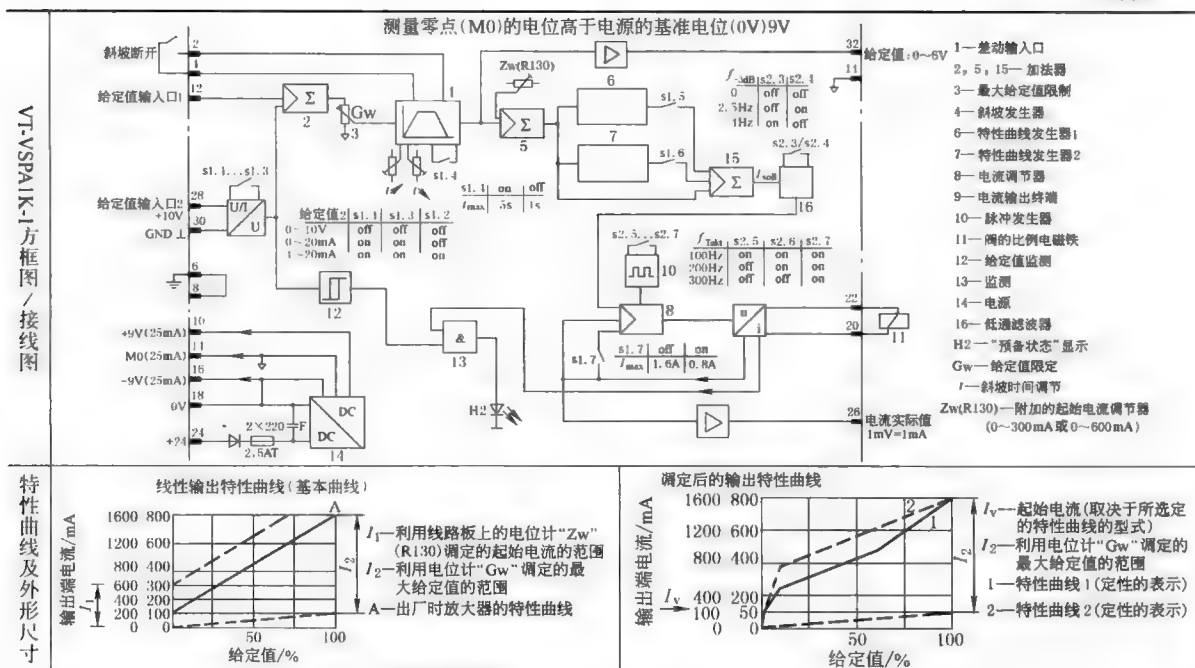 测量零点(M0)的电位高于电源的基准电位(0V)9V
VT-VSPA1K-1方框图/接线图
斜坡断开
2
4
12
给定值输入口1
给定值输入口2
28
+10V
30
GND ⊥
6
8
10
+9V(25mA)
11
M0(25mA)
16
-9V(25mA)
18
0V
24
+24
s1.1…s1.3
U/I
U
Σ
2
Gw
3
1
s1.4
t
s1.4 on off
tmax 5s 1s
给定值2 s1.1 s1.3 s1.2
0~10V off off off
0~20mA on off on
4~20mA on on on
12
&
13
H2
2×220 F
2.5AT
DC
DC
14
Zw(R130)
Σ
5
6
7
s1.5
s1.6
f-3dB s2.3 s2.4
0 off off
2.5Hz on off
1Hz on on
15
Σ
Isoll
s2.3/s2.4
16
s2.5…s2.7
10
fTakt s2.5 s2.6 s2.7
100Hz on on on
200Hz off on on
300Hz off off on
8
s1.7
s1.7 off on
Imax 1.6A 0.8A
u
i
32
给定值:0~6V
14
22
20
11
26
电流实际值
1mV=1mA
1—差动输入口
2,5,15—加法器
3—最大给定值限制
4—斜坡发生器
6—特性曲线发生器1
7—特性曲线发生器2
8—电流调节器
9—电流输出终端
10—脉冲发生器
11—阀的比例电磁铁
12—给定值监测
13—监测
14—电源
16—低通滤波器
H2—“预备状态”显示
Gw—给定值限定
t—斜坡时间调节
Zw(R130)—附加的起始电流调节器
(0~300mA或0~600mA)
特性曲线及外形尺寸
线性输出特性曲线(基本曲线)
输出端电流/mA
1600 800
1200 600
600 300
400 200
200 100
0 0
I1
A
I2
50 100
给定值/%
I1—利用线路板上的电位计“Zw”
(R130)调定的起始电流的范围
I2—利用电位计“Gw”调定的最
大给定值的范围
A—出厂时放大器的特性曲线
调定后的输出特性曲线
输出端电流/mA
1600 800
1200 600
800 400
400 200
100 50
0 0
Iv
2
1
I2
50 100
给定值/%
Iv—起始电流(取决于所选定
的特性曲线的型式)
I2—利用电位计“Gw”调定的
最大给定值的范围
1—特性曲线1(定性的表示)
2—特性曲线2(定性的表示)